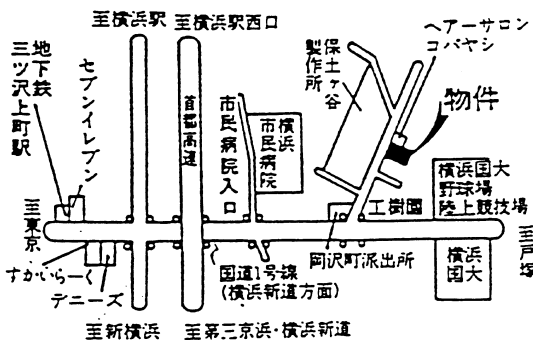 至横浜駅
至横浜駅西口
ヘアーサロン
コバヤシ
地下鉄
三ツ沢上町駅
セブンイレブン
首都高速
市民病院入口
横浜
市民病院
保土ヶ谷
製作所
物件
横浜国大
野球場
陸上競技場
工樹園
至東京
至戸塚
岡沢町派出所
すかいらーく
デニーズ
国道1号線
(横浜新道方面)
横浜
国大
至新横浜
至第三京浜・横浜新道